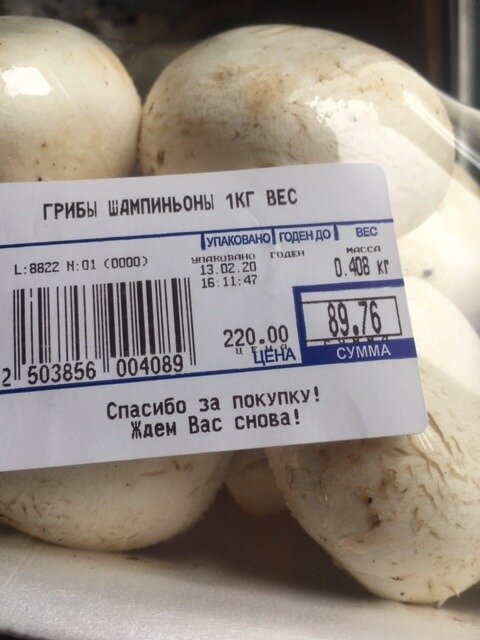 ГРИБЫ ШАМПИНЬОНЫ 1КГ ВЕС
УПАКОВАНО ГОДЕН ДО ВЕС
L:8822 N:01 (0000) УПАКОВАНО ГОДЕН МАССА
13.02.20 0.408 кг
16:11:47
220.00 89.76
ЦЕНА СУММА
2 503856 004089
Спасибо за покупку!
Ждем Вас снова!